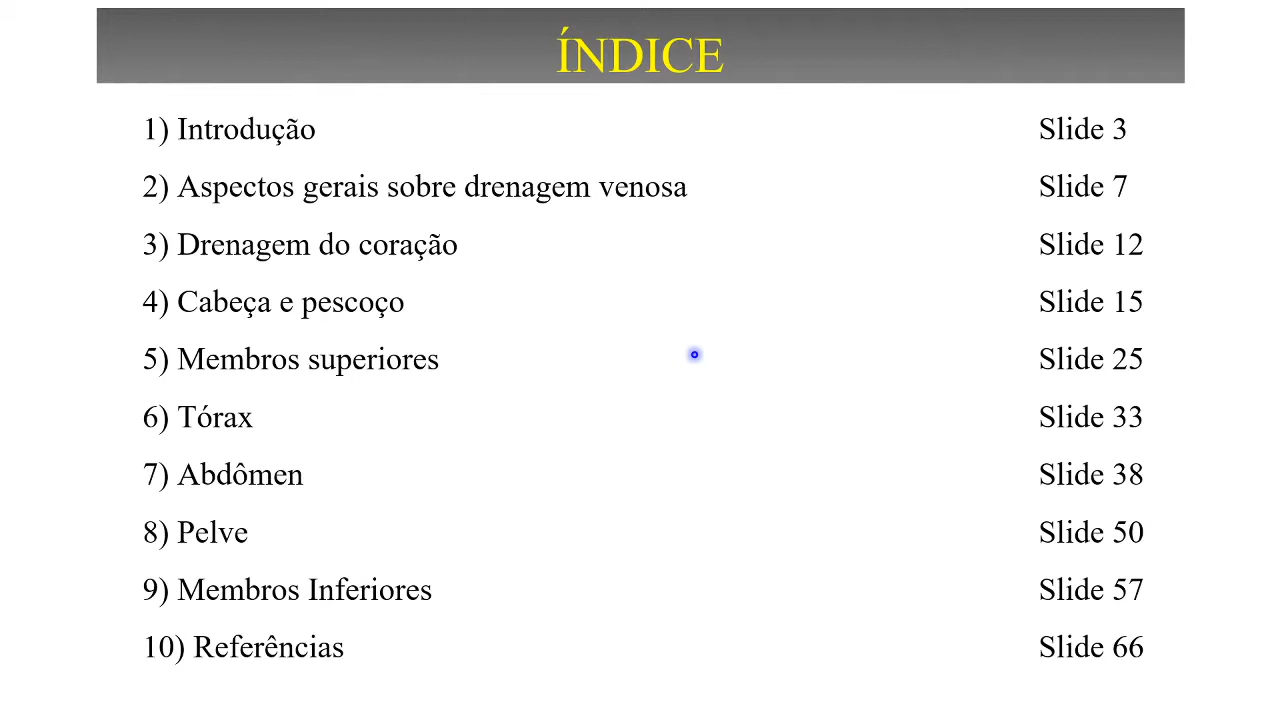 ÍNDICE
1) Introdução Slide 3
2) Aspectos gerais sobre drenagem venosa Slide 7
3) Drenagem do coração Slide 12
4) Cabeça e pescoço Slide 15
5) Membros superiores Slide 25
6) Tórax Slide 33
7) Abdômen Slide 38
8) Pelve Slide 50
9) Membros Inferiores Slide 57
10) Referências Slide 66